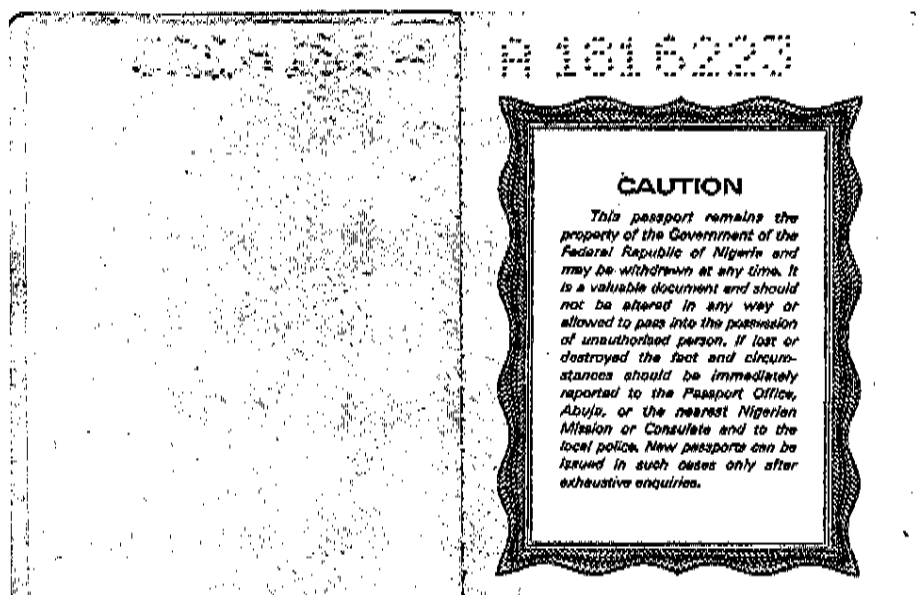 A 1816223
CAUTION
This passport remains the
property of the Government of the
Federal Republic of Nigeria and
may be withdrawn at any time. It
is a valuable document and should
not be altered in any way or
allowed to pass into the possession
of unauthorised person. If lost or
destroyed the fact and circum-
stances should be immediately
reported to the Passport Office,
Abuja, or the nearest Nigerian
Mission or Consulate and to the
local police. New passports can be
issued in such cases only after
exhaustive enquiries.